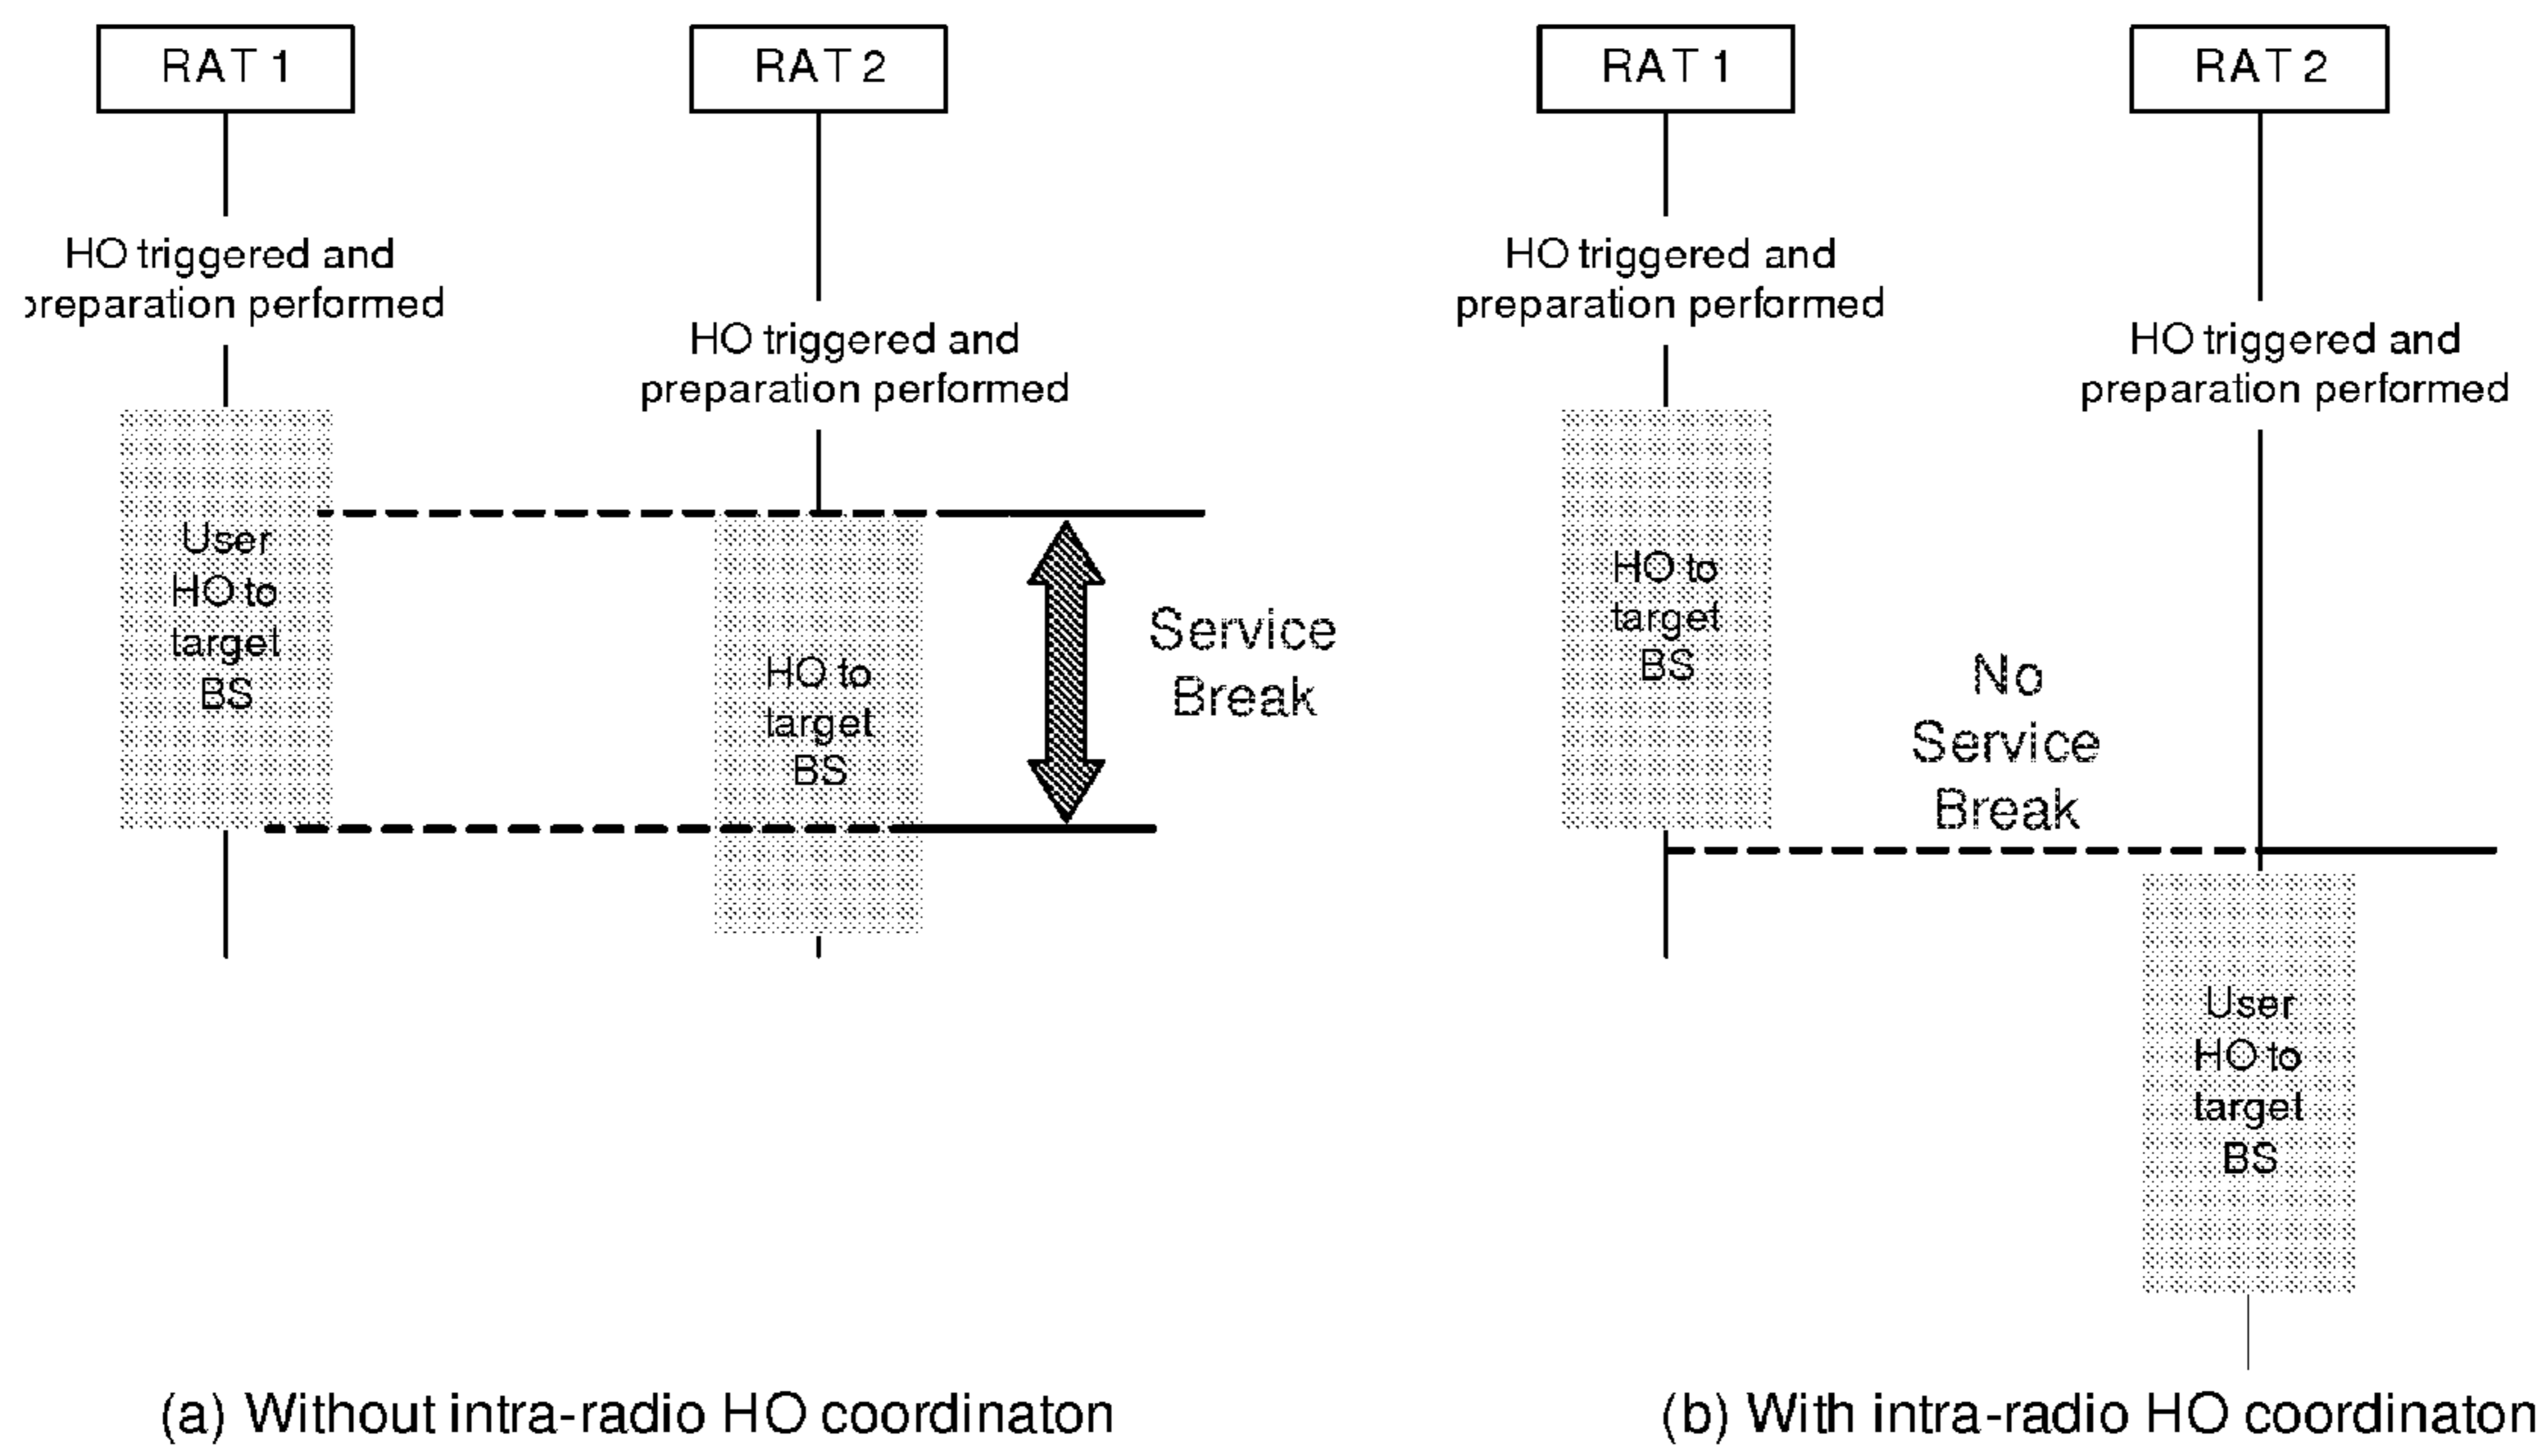 RAT 1
RAT 2
HO triggered and
preparation performed
HO triggered and
preparation performed
User
HO to
target
BS
HO to
target
BS
Service
Break
(a) Without intra-radio HO coordinaton
RAT 1
RAT 2
HO triggered and
preparation performed
HO triggered and
preparation performed
HO to
target
BS
No
Service
Break
User
HO to
target
BS
(b) With intra-radio HO coordinaton